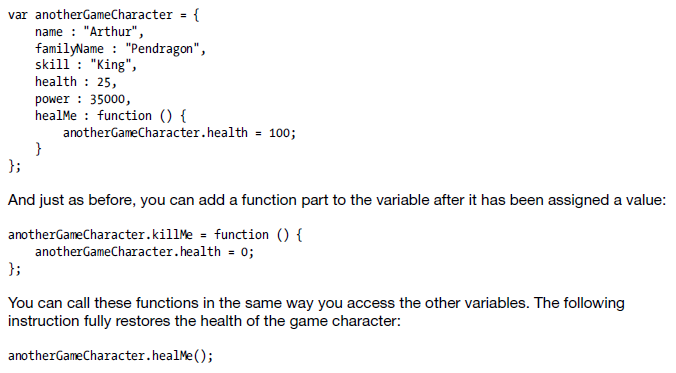 var anotherGameCharacter = {
    name : "Arthur",
    familyName : "Pendragon",
    skill : "King",
    health : 25,
    power : 35000,
    healMe : function () {
        anotherGameCharacter.health = 100;
    }
};
And just as before, you can add a function part to the variable after it has been assigned a value:
anotherGameCharacter.killMe = function () {
    anotherGameCharacter.health = 0;
};
You can call these functions in the same way you access the other variables. The following
instruction fully restores the health of the game character:
anotherGameCharacter.healMe();